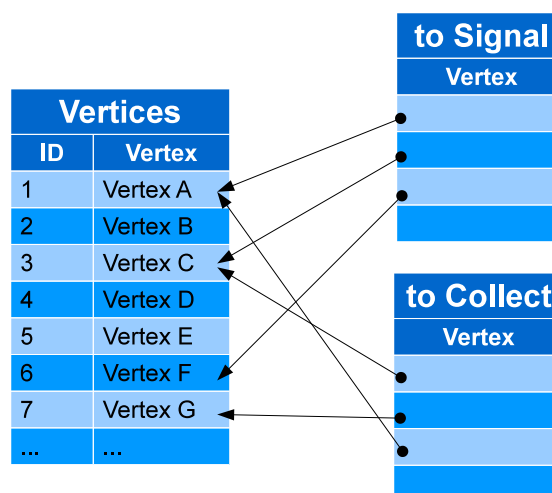 to Signal
Vertex
Vertices
ID Vertex
1 Vertex A
2 Vertex B
3 Vertex C
4 Vertex D
5 Vertex E
6 Vertex F
7 Vertex G
... ...
to Collect
Vertex